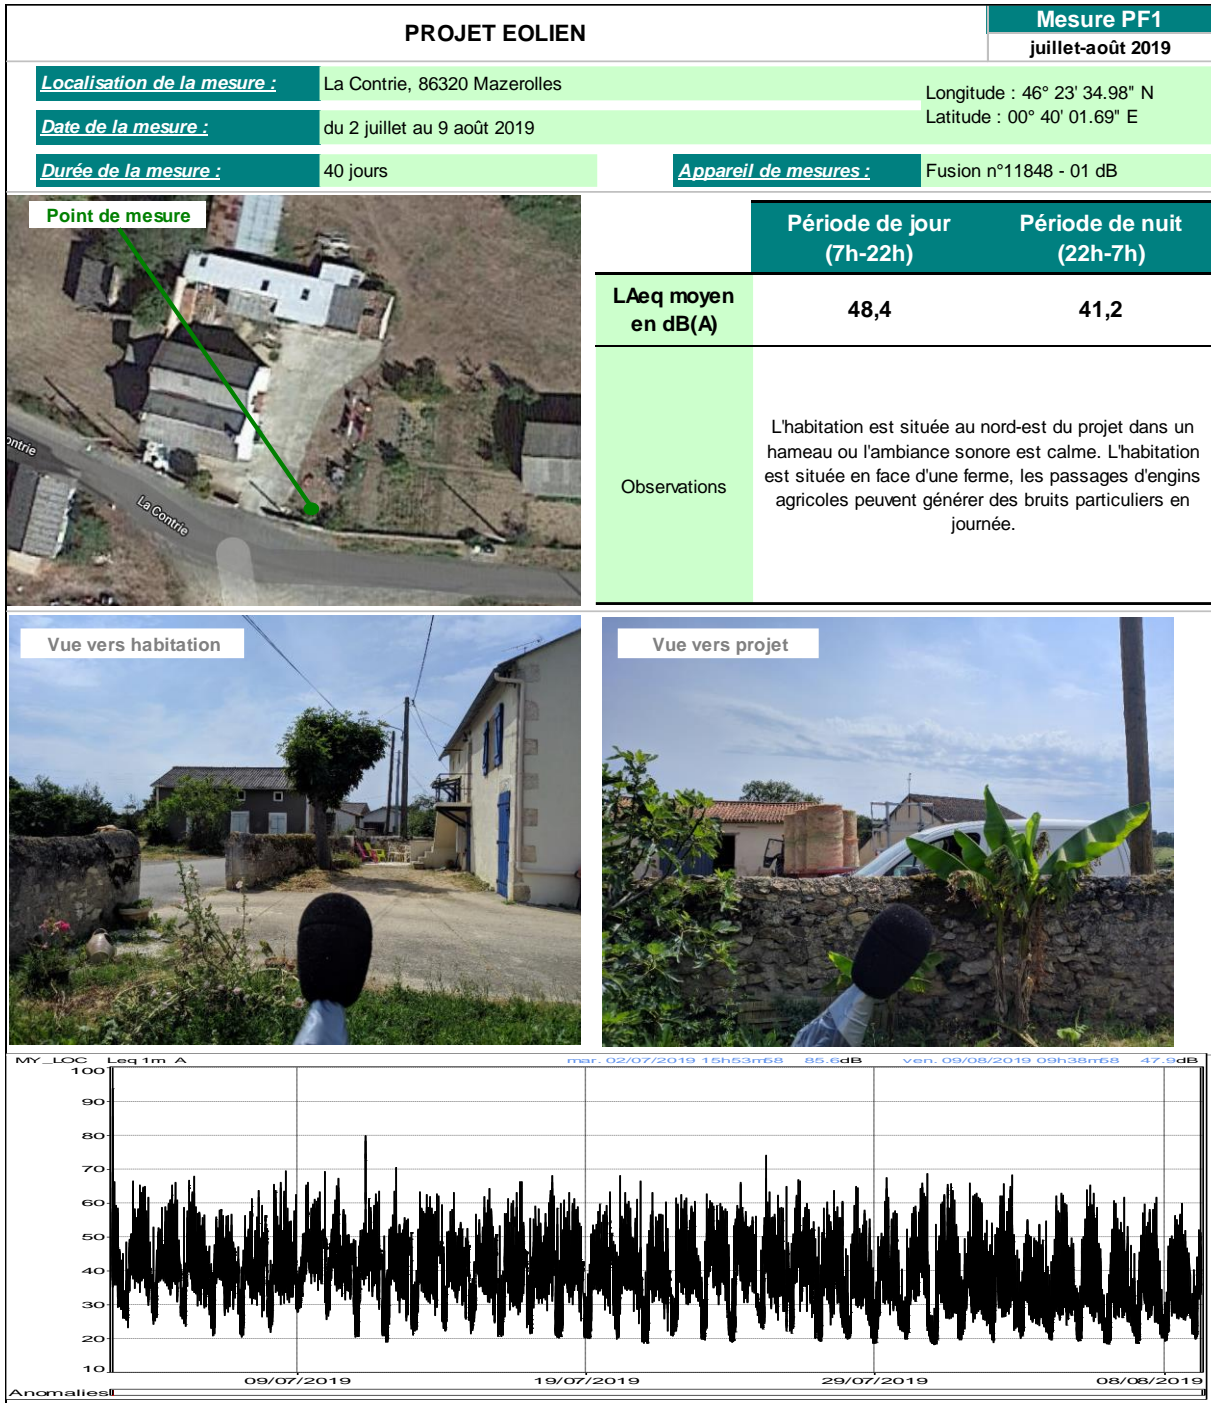 PROJET EOLIEN
Mesure PF1
juillet-août 2019
Localisation de la mesure : La Contrie, 86320 Mazerolles
Longitude : 46° 23' 34.98" N
Latitude : 00° 40' 01.69" E
Date de la mesure : du 2 juillet au 9 août 2019
Durée de la mesure : 40 jours
Appareil de mesures : Fusion n°11848 - 01 dB
Point de mesure
ontrie
La Contrie
Période de jour (7h-22h)
Période de nuit (22h-7h)
LAeq moyen en dB(A)
48,4
41,2
Observations
L'habitation est située au nord-est du projet dans un
hameau ou l'ambiance sonore est calme. L'habitation
est située en face d'une ferme, les passages d'engins
agricoles peuvent générer des bruits particuliers en
journée.
Vue vers habitation
Vue vers projet
MY_LOC Leq 1m A mar. 02/07/2019 15h53m58 85.6dB ven. 09/08/2019 09h38m58 47.9dB
100
90
80
70
60
50
40
30
20
10
09/07/2019 19/07/2019 29/07/2019 08/08/2019
Anomalies